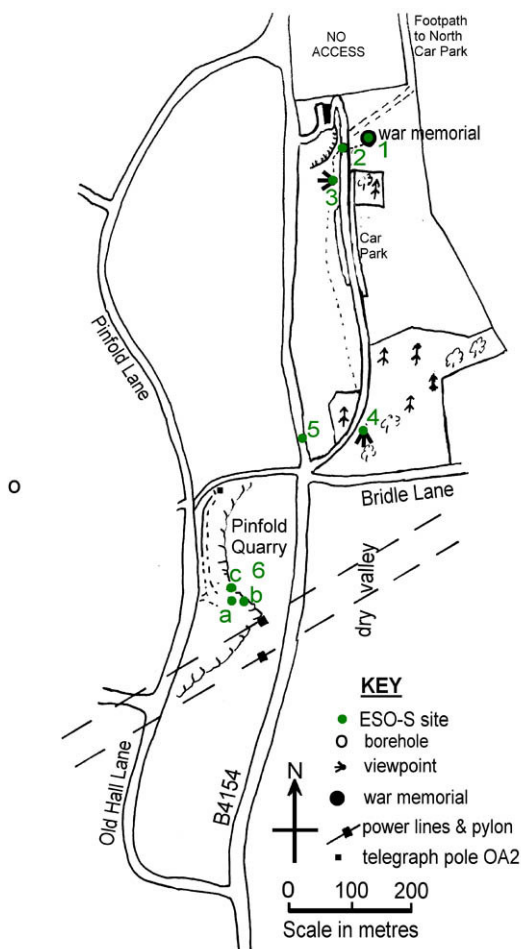 Footpath
to North
Car Park
NO
ACCESS
war memorial
1
2
3
Car
Park
Pinfold Lane
4
5
Bridle Lane
Pinfold
Quarry
c 6
a b
dry valley
Old Hall Lane
B4154
KEY
ESO-S site
borehole
viewpoint
war memorial
power lines & pylon
telegraph pole OA2
N
0 100 200
Scale in metres